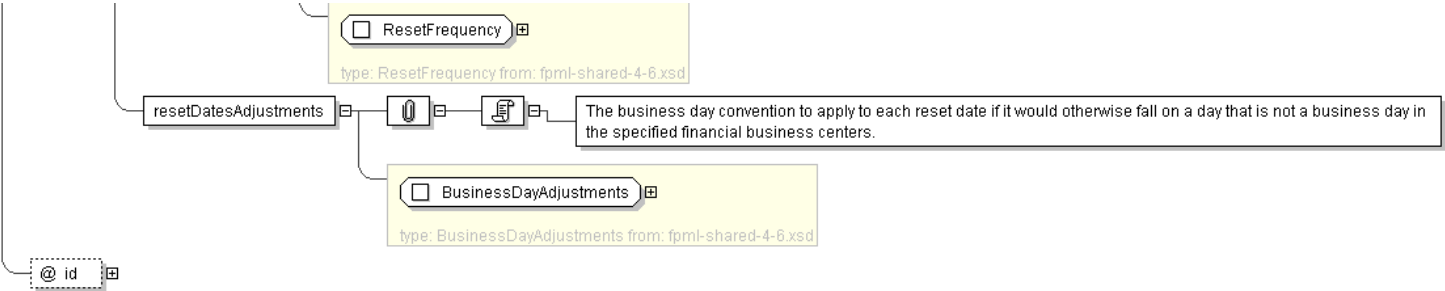 ResetFrequency
type: ResetFrequency from: fpml-shared-4-6.xsd
resetDatesAdjustments
The business day convention to apply to each reset date if it would otherwise fall on a day that is not a business day in
the specified financial business centers.
BusinessDayAdjustments
type: BusinessDayAdjustments from: fpml-shared-4-6.xsd
@ id